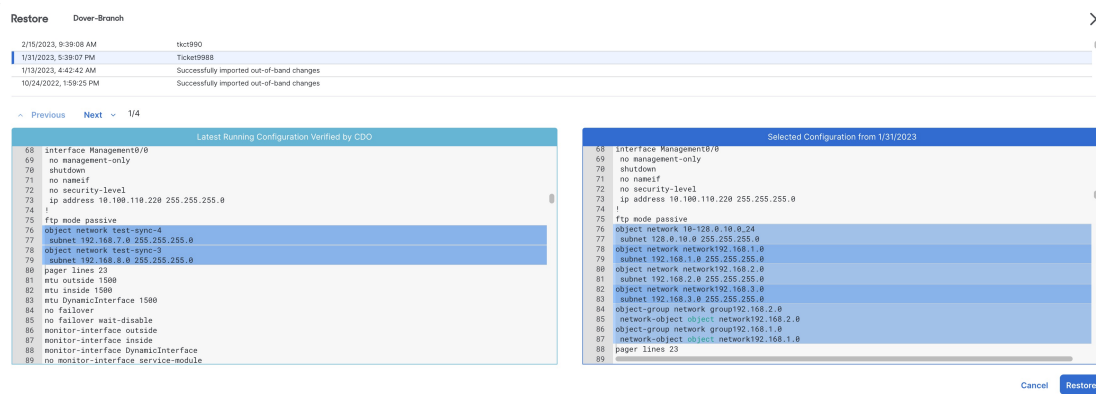 Restore Dover-Branch
2/15/2023, 9:39:08 AM tkct990
1/31/2023, 5:39:07 PM Ticket9988
1/13/2023, 4:42:42 AM Successfully imported out-of-band changes
10/24/2022, 1:59:25 PM Successfully imported out-of-band changes
Previous Next 1/4
Latest Running Configuration Verified by CDO
68 interface Management0/0
69 no management-only
70 shutdown
71 no nameif
72 no security-level
73 ip address 10.100.110.220 255.255.255.0
74 !
75 ftp mode passive
76 object network test-sync-4
77 subnet 192.168.7.0 255.255.255.0
78 object network test-sync-3
79 subnet 192.168.8.0 255.255.255.0
80 pager lines 23
81 mtu outside 1500
82 mtu inside 1500
83 mtu DynamicInterface 1500
84 no failover
85 no failover wait-disable
86 monitor-interface outside
87 monitor-interface inside
88 monitor-interface DynamicInterface
89 no monitor-interface service-module
Selected Configuration from 1/31/2023
68 interface Management0/0
69 no management-only
70 shutdown
71 no nameif
72 no security-level
73 ip address 10.100.110.220 255.255.255.0
74 !
75 ftp mode passive
76 object network 10-128.0.10.0_24
77 subnet 128.0.10.0 255.255.255.0
78 object network network192.168.1.0
79 subnet 192.168.1.0 255.255.255.0
80 object network network192.168.2.0
81 subnet 192.168.2.0 255.255.255.0
82 object network network192.168.3.0
83 subnet 192.168.3.0 255.255.255.0
84 object-group network group192.168.2.0
85 network-object object network192.168.2.0
86 object-group network group192.168.1.0
87 network-object object network192.168.1.0
88 pager lines 23
89
Cancel Restore